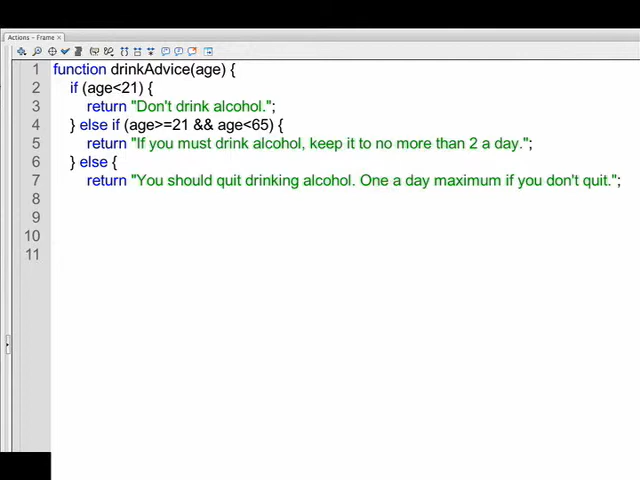 Actions - Frame ×
1 function drinkAdvice(age) {
2 if (age<21) {
3 return "Don't drink alcohol.";
4 } else if (age>=21 && age<65) {
5 return "If you must drink alcohol, keep it to no more than 2 a day.";
6 } else {
7 return "You should quit drinking alcohol. One a day maximum if you don't quit.";
8
9
10
11